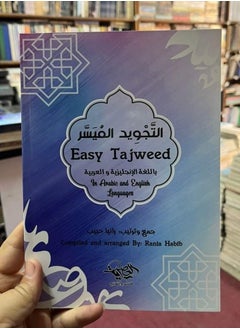 التَّجْوِيد المُيَسَّر
Easy Tajweed
باللغة الإنجليزية و العربية
In Arabic and English
Languages
جمع وترتيب: رانيا حبيب
Compiled and arranged By: Rania Habib